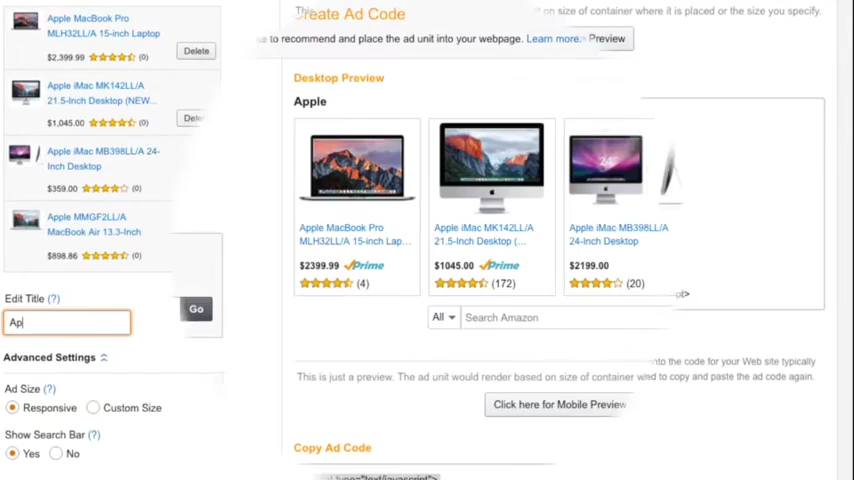 Apple MacBook Pro
MLH32LL/A 15-inch Laptop
$2,399.99 (0)
Delete
Apple iMac MK142LL/A
21.5-Inch Desktop (NEW...
$1,045.00 (0)
Apple iMac MB398LL/A 24-
Inch Desktop
$359.00 (0)
Apple MMGF2LL/A
MacBook Air 13.3-Inch
$898.86 (0)
Edit Title (?)
Ap
Go
Advanced Settings
Ad Size (?)
Responsive Custom Size
Show Search Bar (?)
Yes No
This on size of container where it is placed or the size you specify.
Create Ad Code
to recommend and place the ad unit into your webpage. Learn more. Preview
Desktop Preview
Apple
Apple MacBook Pro
MLH32LL/A 15-inch Lap...
$2399.99 Prime
(4)
Apple iMac MK142LL/A
21.5-Inch Desktop (...
$1045.00 Prime
(172)
Apple iMac MB398LL/A
24-Inch Desktop
$2199.00
(20)
pt>
All Search Amazon
the code for your Web site typically
This is just a preview. The ad unit would render based on size of container to copy and paste the ad code again.
Click here for Mobile Preview
Copy Ad Code
type="text/javascript">